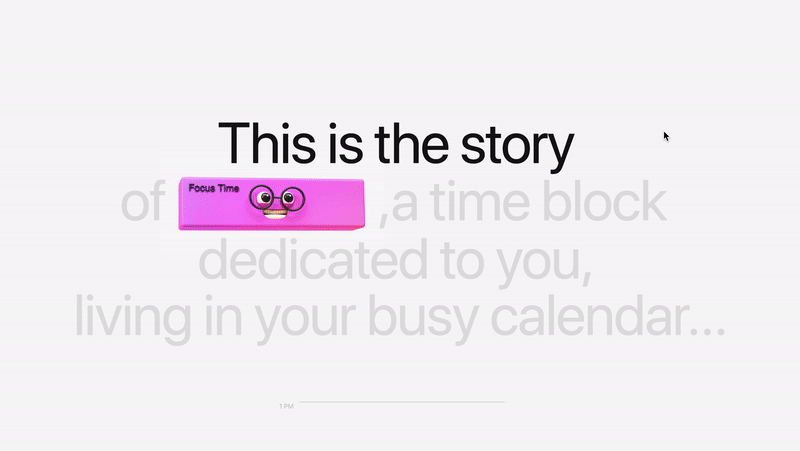 This is the story
of Focus Time , a time block
dedicated to you,
living in your busy calendar...
1 PM